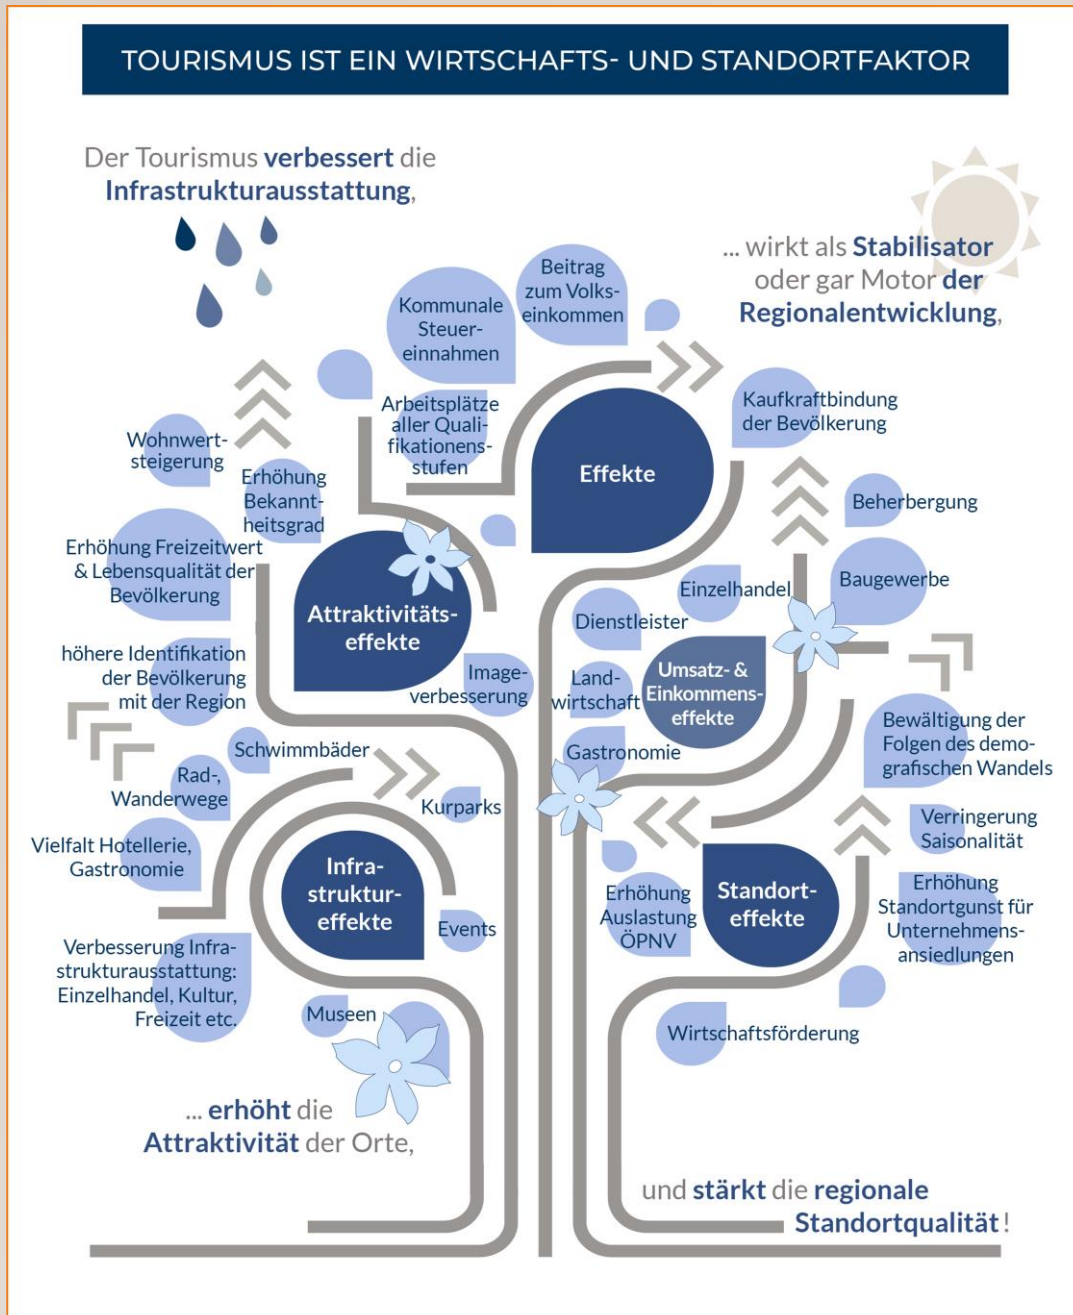 TOURISMUS IST EIN WIRTSCHAFTS- UND STANDORTFAKTOR
Der Tourismus verbessert die
Infrastrukturausstattung,
... wirkt als Stabilisator
oder gar Motor der
Regionalentwicklung,
Beitrag
zum Volks-
einkommen
Kommunale
Steuer-
einnahmen
Arbeitsplätze
aller Quali-
fikationens-
stufen
Effekte
Kaufkraftbindung
der Bevölkerung
Wohnwert-
steigerung
Erhöhung
Bekannt-
heitsgrad
Erhöhung Freizeitwert
& Lebensqualität der
Bevölkerung
höhere Identifikation
der Bevölkerung
mit der Region
Attraktivitäts-
effekte
Image-
verbesserung
Beherbergung
Baugewerbe
Einzelhandel
Dienstleister
Land-
wirtschaft
Gastronomie
Umsatz- &
Einkommens-
effekte
Schwimmbäder
Rad-,
Wanderwege
Vielfalt Hotellerie,
Gastronomie
Verbesserung Infra-
strukturausstattung:
Einzelhandel, Kultur,
Freizeit etc.
Infra-
struktur-
effekte
Kurparks
Events
Museen
Bewältigung der
Folgen des demo-
grafischen Wandels
Verringerung
Saisonalität
Erhöhung
Standortgunst für
Unternehmens-
ansiedlungen
Standort-
effekte
Erhöhung
Auslastung
ÖPNV
Wirtschaftsförderung
... erhöht die
Attraktivität der Orte,
und stärkt die regionale
Standortqualität!